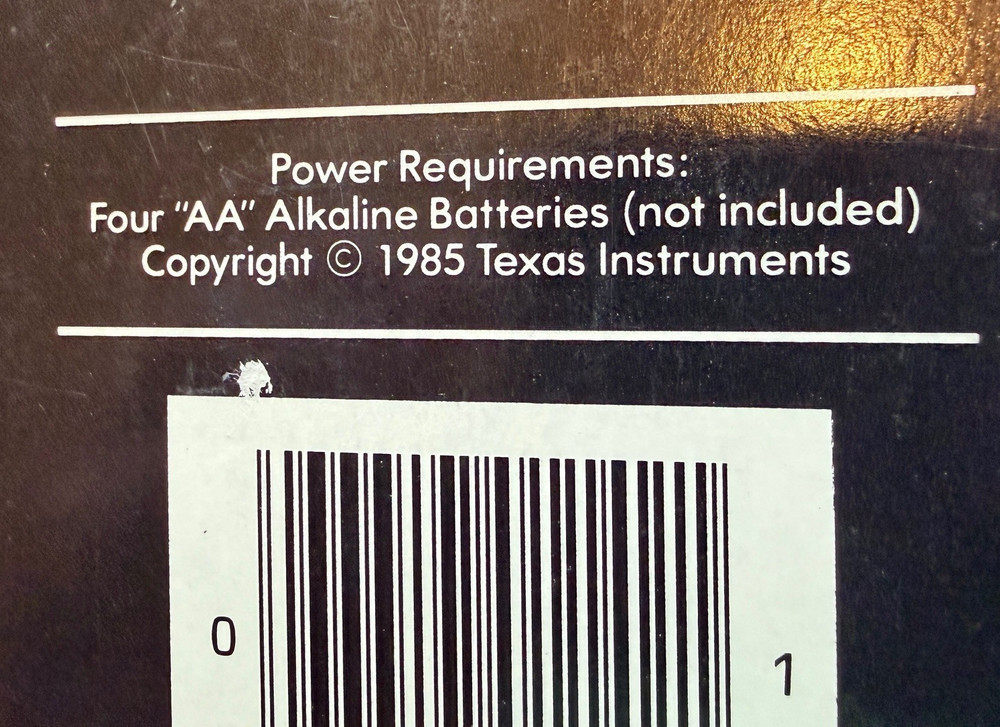 Power Requirements:
Four “AA” Alkaline Batteries (not included)
Copyright © 1985 Texas Instruments
0
1